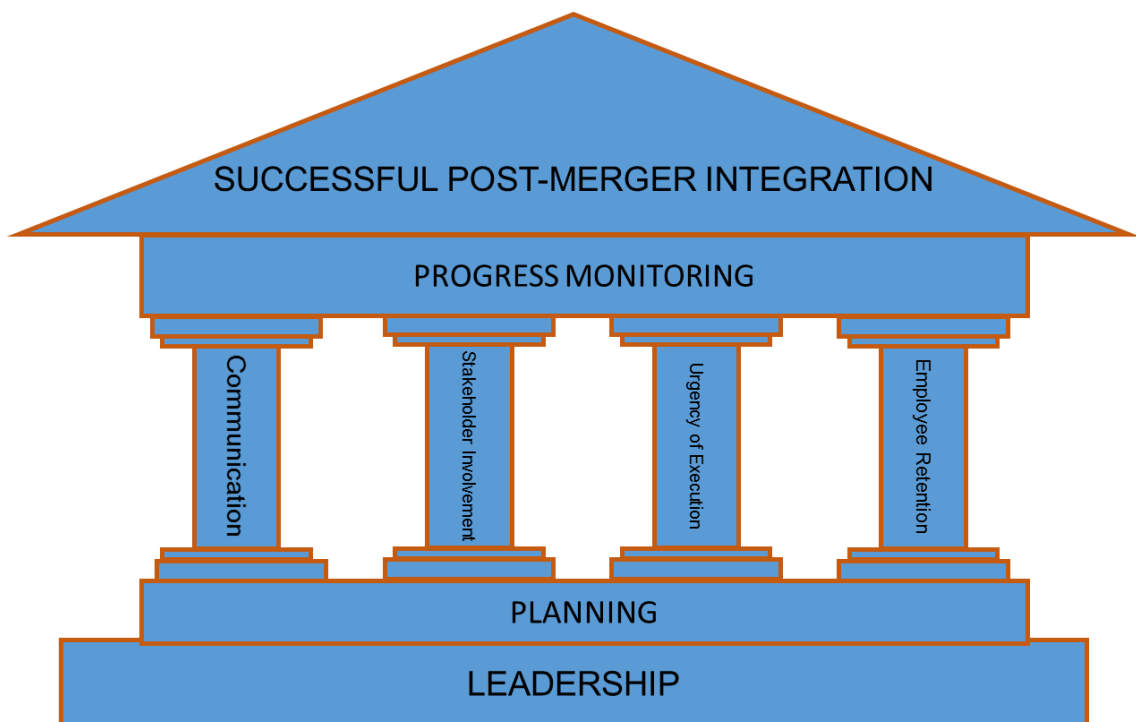 SUCCESSFUL POST-MERGER INTEGRATION
PROGRESS MONITORING
Communication
Stakeholder Involvement
Urgency of Execution
Employee Retention
PLANNING
LEADERSHIP